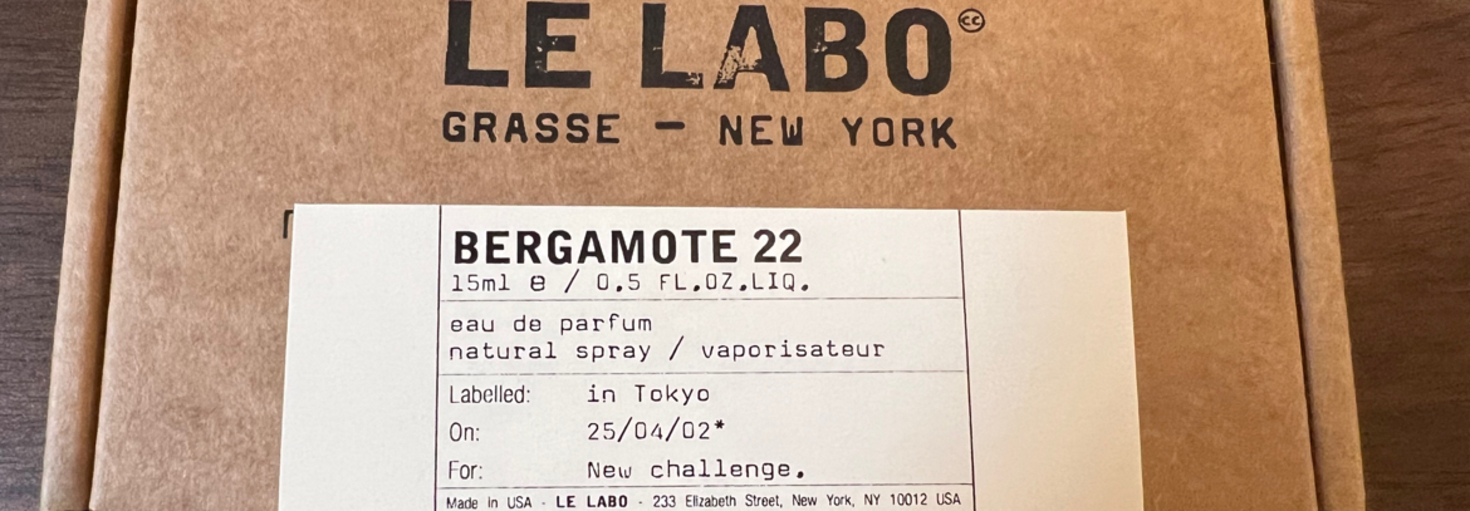 LE LABO
GRASSE — NEW YORK
BERGAMOTE 22
15ml e / 0.5 FL.OZ.LIQ.
eau de parfum
natural spray / vaporisateur
Labelled: in Tokyo
On: 25/04/02*
For: New challenge.
Made in USA - LE LABO - 233 Elizabeth Street, New York, NY 10012 USA